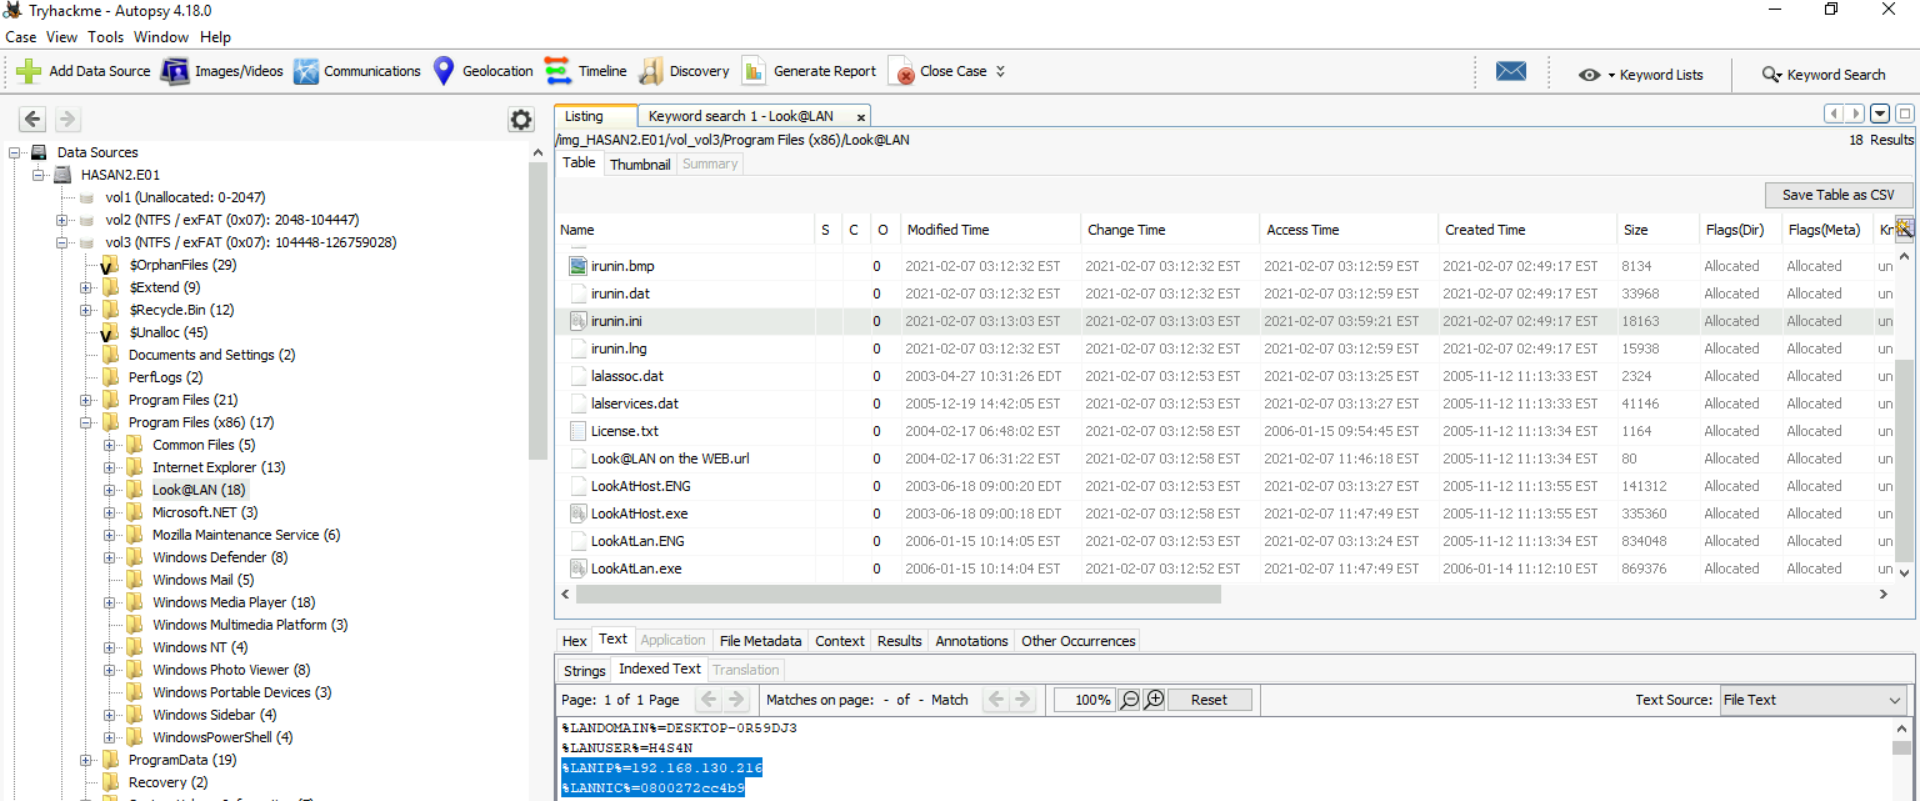 Tryhackme - Autopsy 4.18.0
Case View Tools Window Help
Add Data Source Images/Videos Communications Geolocation Timeline Discovery Generate Report Close Case Keyword Lists Keyword Search
Data Sources
HASAN2.E01
vol1 (Unallocated: 0-2047)
vol2 (NTFS / exFAT (0x07): 2048-104447)
vol3 (NTFS / exFAT (0x07): 104448-126759028)
$OrphanFiles (29)
$Extend (9)
$Recycle.Bin (12)
$Unalloc (45)
Documents and Settings (2)
PerfLogs (2)
Program Files (21)
Program Files (x86) (17)
Common Files (5)
Internet Explorer (13)
Look@LAN (18)
Microsoft.NET (3)
Mozilla Maintenance Service (6)
Windows Defender (8)
Windows Mail (5)
Windows Media Player (18)
Windows Multimedia Platform (3)
Windows NT (4)
Windows Photo Viewer (8)
Windows Portable Devices (3)
Windows Sidebar (4)
WindowsPowerShell (4)
ProgramData (19)
Recovery (2)
Listing Keyword search 1 - Look@LAN x
/img_HASAN2.E01/vol_vol3/Program Files (x86)/Look@LAN 18 Results
Table Thumbnail Summary
Save Table as CSV
Name S C O Modified Time Change Time Access Time Created Time Size Flags(Dir) Flags(Meta) Kr
irunin.bmp 0 2021-02-07 03:12:32 EST 2021-02-07 03:12:32 EST 2021-02-07 03:12:59 EST 2021-02-07 02:49:17 EST 8134 Allocated Allocated un
irunin.dat 0 2021-02-07 03:12:32 EST 2021-02-07 03:12:32 EST 2021-02-07 03:12:59 EST 2021-02-07 02:49:17 EST 33968 Allocated Allocated un
irunin.ini 0 2021-02-07 03:13:03 EST 2021-02-07 03:13:03 EST 2021-02-07 03:59:21 EST 2021-02-07 02:49:17 EST 18163 Allocated Allocated un
irunin.lng 0 2021-02-07 03:12:32 EST 2021-02-07 03:12:32 EST 2021-02-07 03:12:59 EST 2021-02-07 02:49:17 EST 15938 Allocated Allocated un
lalassoc.dat 0 2003-04-27 10:31:26 EDT 2021-02-07 03:12:53 EST 2021-02-07 03:13:25 EST 2005-11-12 11:13:33 EST 2324 Allocated Allocated un
lalservices.dat 0 2005-12-19 14:42:05 EST 2021-02-07 03:12:53 EST 2021-02-07 03:13:27 EST 2005-11-12 11:13:33 EST 41146 Allocated Allocated un
License.txt 0 2004-02-17 06:48:02 EST 2021-02-07 03:12:58 EST 2006-01-15 09:54:45 EST 2005-11-12 11:13:34 EST 1164 Allocated Allocated un
Look@LAN on the WEB.url 0 2004-02-17 06:31:22 EST 2021-02-07 03:12:58 EST 2021-02-07 11:46:18 EST 2005-11-12 11:13:34 EST 80 Allocated Allocated un
LookAtHost.ENG 0 2003-06-18 09:00:20 EDT 2021-02-07 03:12:53 EST 2021-02-07 03:13:27 EST 2005-11-12 11:13:55 EST 141312 Allocated Allocated un
LookAtHost.exe 0 2003-06-18 09:00:18 EDT 2021-02-07 03:12:58 EST 2021-02-07 11:47:49 EST 2005-11-12 11:13:55 EST 335360 Allocated Allocated un
LookAtLan.ENG 0 2006-01-15 10:14:05 EST 2021-02-07 03:12:53 EST 2021-02-07 03:13:24 EST 2005-11-12 11:13:34 EST 834048 Allocated Allocated un
LookAtLan.exe 0 2006-01-15 10:14:04 EST 2021-02-07 03:12:52 EST 2021-02-07 11:47:49 EST 2006-01-14 11:12:10 EST 869376 Allocated Allocated un
Hex Text Application File Metadata Context Results Annotations Other Occurrences
Strings Indexed Text Translation
Page: 1 of 1 Page Matches on page: - of - Match 100% Reset Text Source: File Text
%LANDOMAIN%=DESKTOP-0R59DJ3
%LANUSER%=H4S4N
%LANIP%=192.168.130.216
%LANNIC%=0800272cc4b9